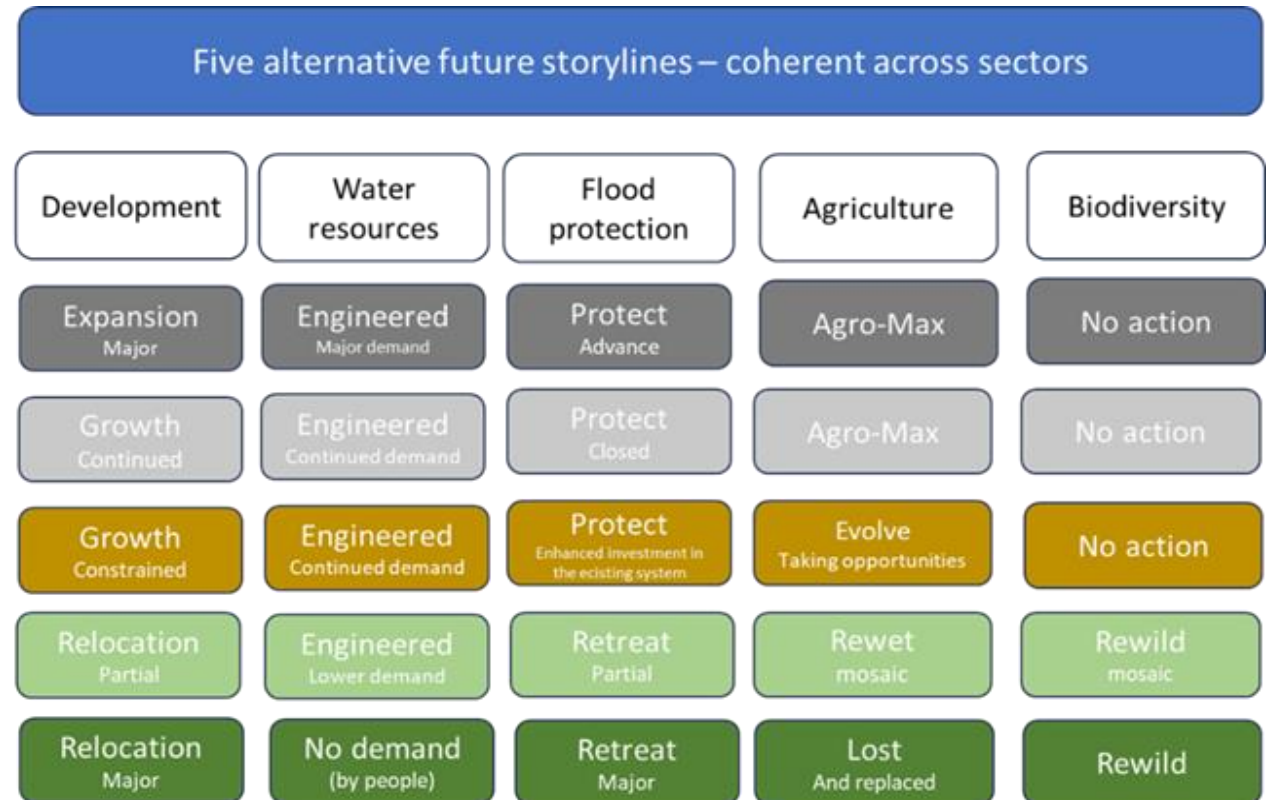 Five alternative future storylines – coherent across sectors
Development
Water
resources
Flood
protection
Agriculture
Biodiversity
Expansion
Major
Engineered
Major demand
Protect
Advance
Agro-Max
No action
Growth
Continued
Engineered
Continued demand
Protect
Closed
Agro-Max
No action
Growth
Constrained
Engineered
Continued demand
Protect
Enhanced investment in
the ecisting system
Evolve
Taking opportunities
No action
Relocation
Partial
Engineered
Lower demand
Retreat
Partial
Rewet
mosaic
Rewild
mosaic
Relocation
Major
No demand
(by people)
Retreat
Major
Lost
And replaced
Rewild